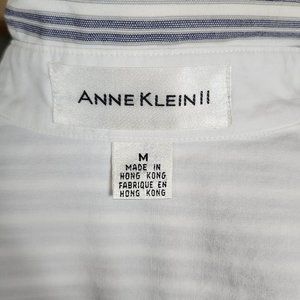 ANNE KLEIN II
M
MADE IN
HONG KONG
FABRIQUE EN
HONG KONG